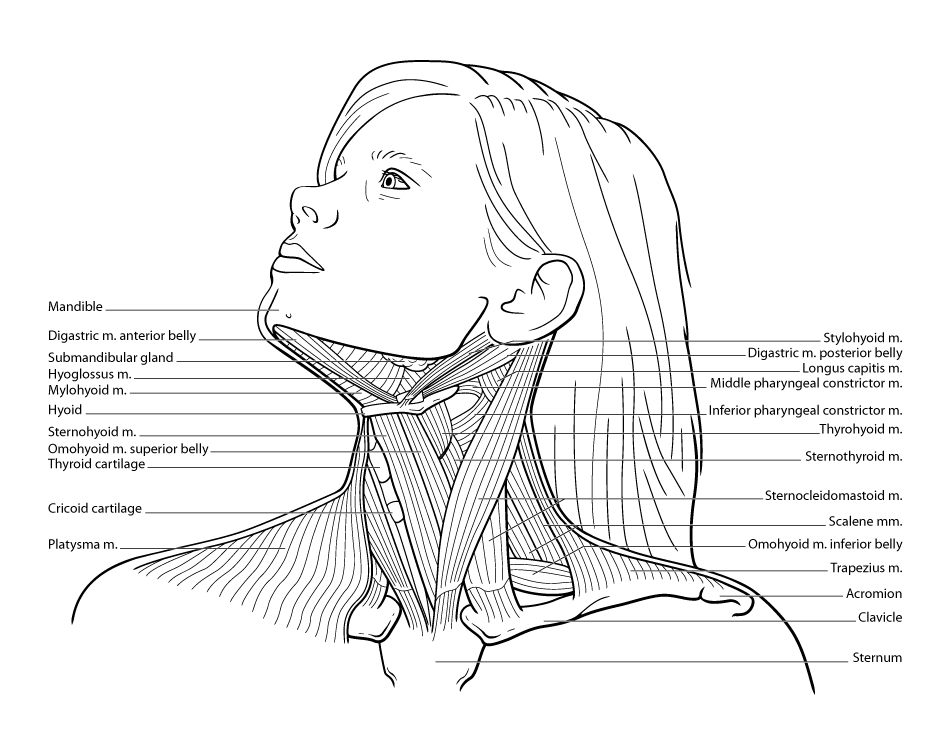 Mandible
Digastric m. anterior belly
Submandibular gland
Hyoglossus m.
Mylohyoid m.
Hyoid
Sternohyoid m.
Omohyoid m. superior belly
Thyroid cartilage
Cricoid cartilage
Platysma m.
Stylohyoid m.
Digastric m. posterior belly
Longus capitis m.
Middle pharyngeal constrictor m.
Inferior pharyngeal constrictor m.
Thyrohyoid m.
Sternothyroid m.
Sternocleidomastoid m.
Scalene mm.
Omohyoid m. inferior belly
Trapezius m.
Acromion
Clavicle
Sternum